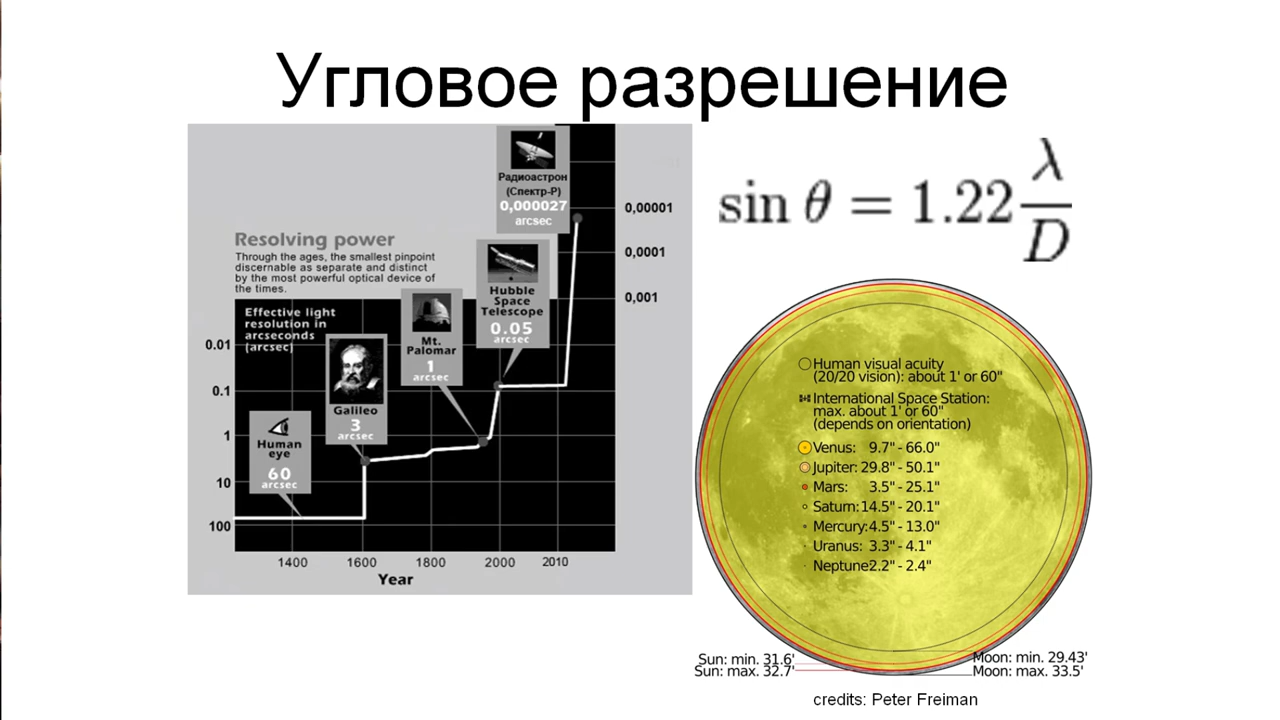 Угловое разрешение
Радиоастрон
(Спектр-Р)
0,000027
arcsec
0,00001
0,0001
0,001
Resolving power
Through the ages, the smallest pinpoint
discernable as separate and distinct
by the most powerful optical device of
the times.
Effective light
resolution in
arcseconds
(arcsec)
Hubble
Space
Telescope
0.05
arcsec
Mt.
Palomar
1
arcsec
Galileo
3
arcsec
Human
eye
60
arcsec
0.01
0.1
1
10
100
1400 1600 1800 2000 2010
Year
sin θ = 1.22 λ/D
Human visual acuity
(20/20 vision): about 1' or 60"
International Space Station:
max. about 1' or 60"
(depends on orientation)
Venus: 9.7" - 66.0"
Jupiter: 29.8" - 50.1"
Mars: 3.5" - 25.1"
Saturn: 14.5" - 20.1"
Mercury: 4.5" - 13.0"
Uranus: 3.3" - 4.1"
Neptune 2.2" - 2.4"
Sun: min. 31.6'
Sun: max. 32.7'
Moon: min. 29.43'
Moon: max. 33.5'
credits: Peter Freiman